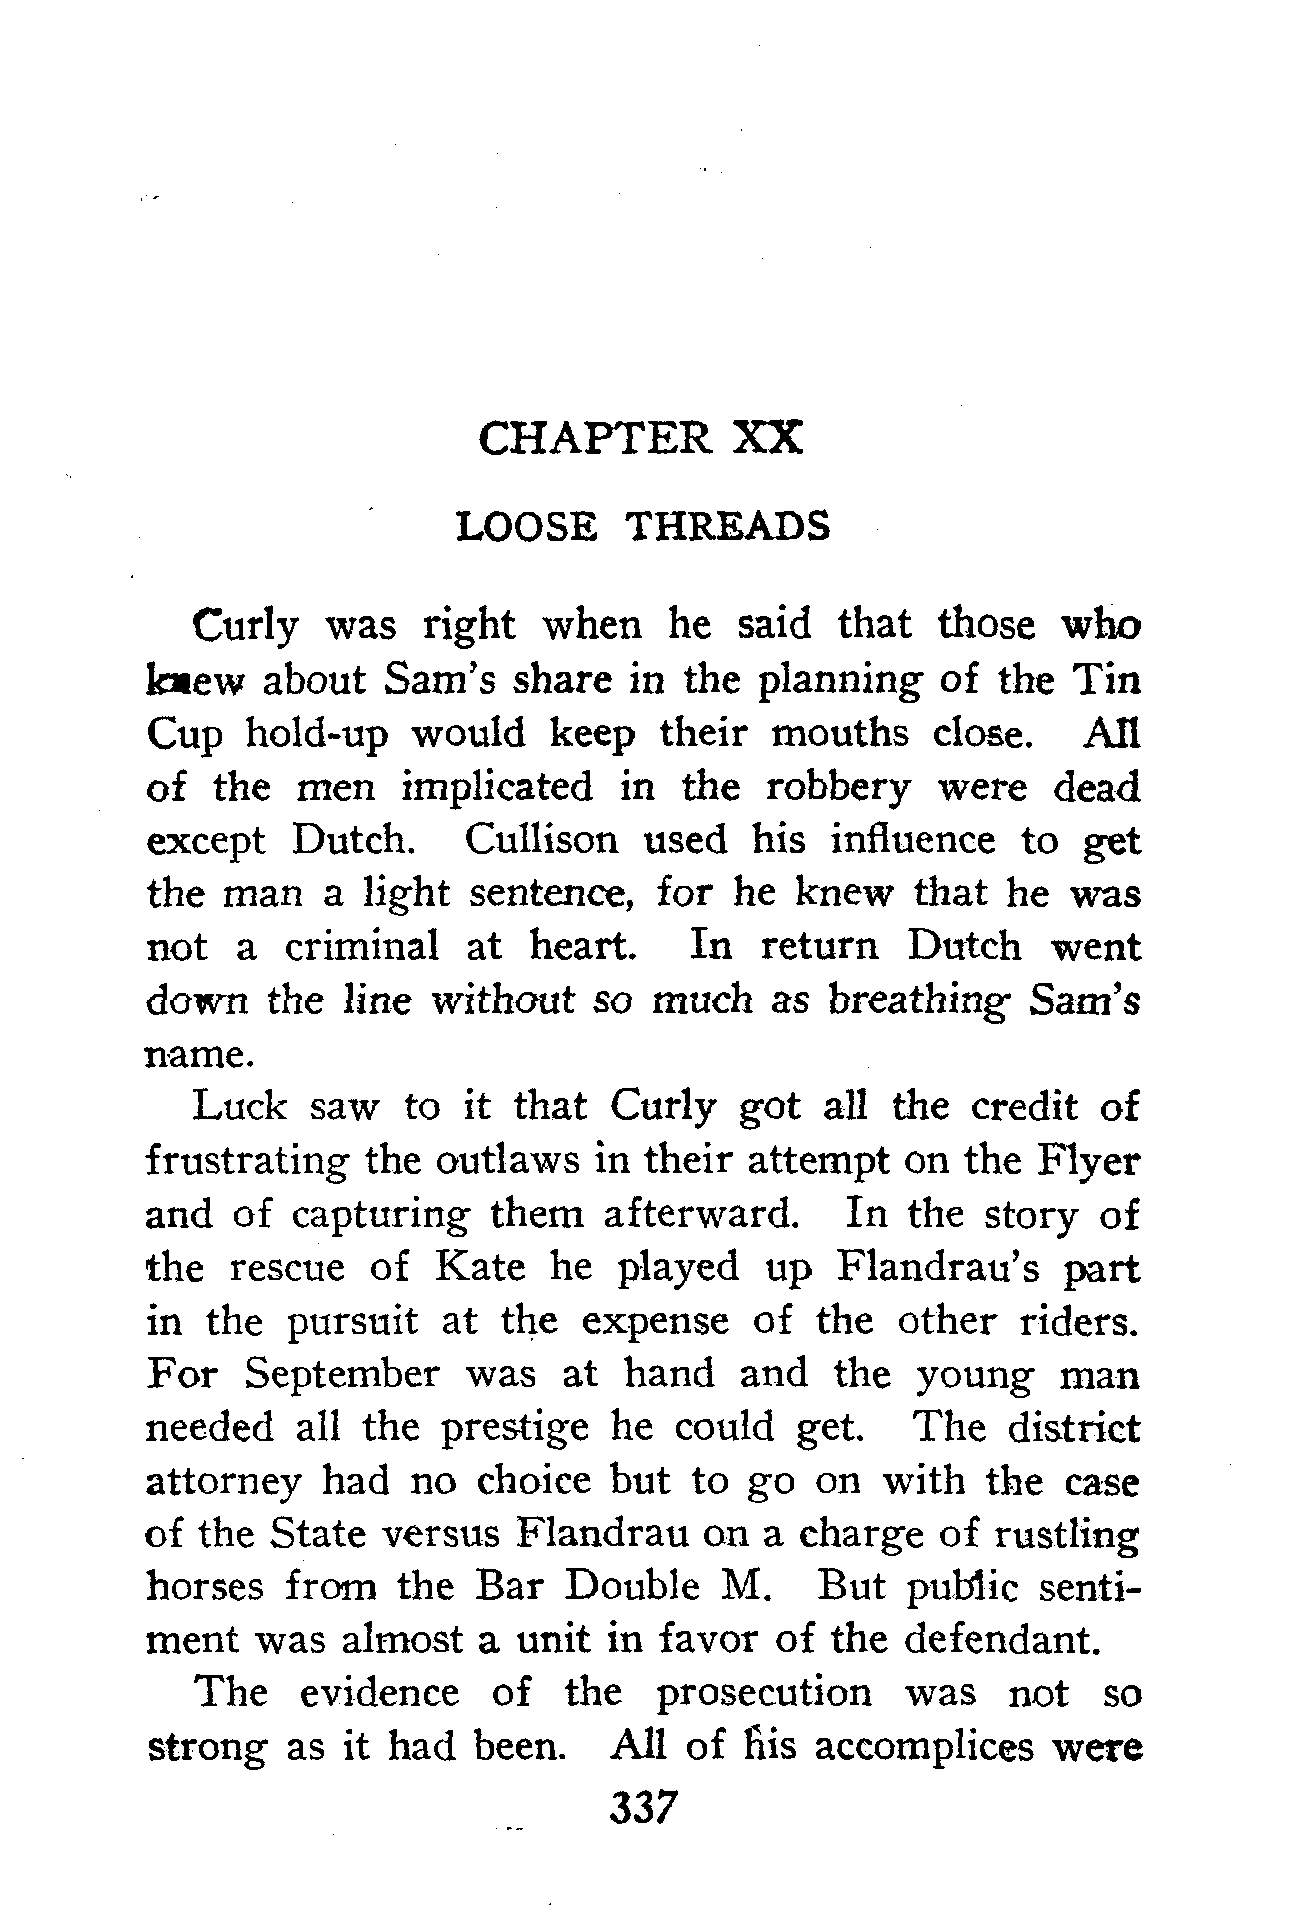 CHAPTER XX
LOOSE THREADS
Curly was right when he said that those who
knew about Sam's share in the planning of the Tin
Cup hold-up would keep their mouths close. All
of the men implicated in the robbery were dead
except Dutch. Cullison used his influence to get
the man a light sentence, for he knew that he was
not a criminal at heart. In return Dutch went
down the line without so much as breathing Sam's
name.
Luck saw to it that Curly got all the credit of
frustrating the outlaws in their attempt on the Flyer
and of capturing them afterward. In the story of
the rescue of Kate he played up Flandrau's part
in the pursuit at the expense of the other riders.
For September was at hand and the young man
needed all the prestige he could get. The district
attorney had no choice but to go on with the case
of the State versus Flandrau on a charge of rustling
horses from the Bar Double M. But public senti-
ment was almost a unit in favor of the defendant.
The evidence of the prosecution was not so
strong as it had been. All of his accomplices were
337